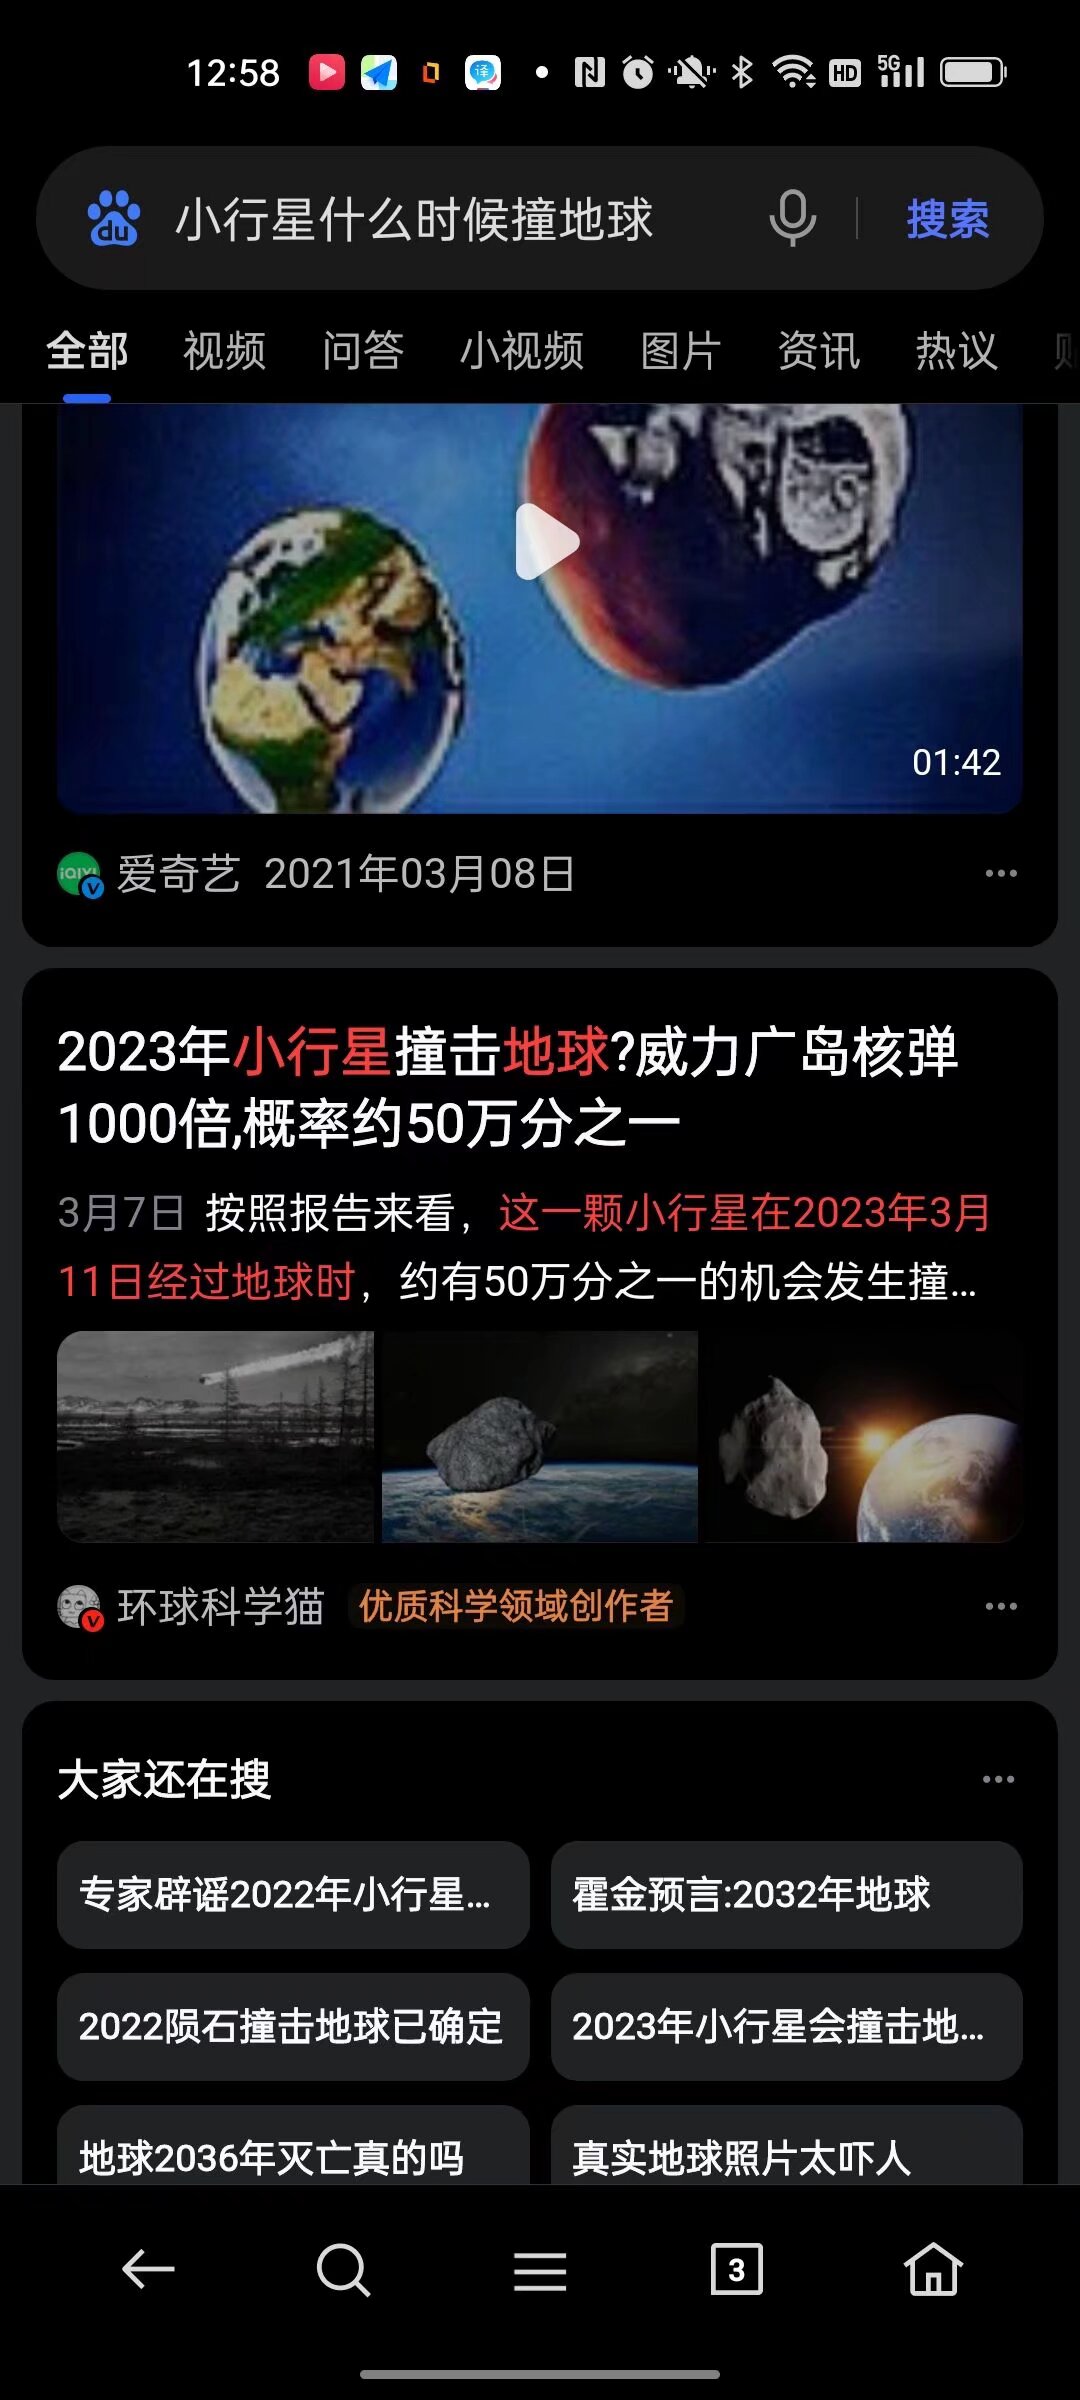 12:58
译
HD
5G
du
小行星什么时候撞地球
搜索
全部 视频 问答 小视频 图片 资讯 热议
01:42
iQIYI 爱奇艺 2021年03月08日
2023年小行星撞击地球?威力广岛核弹
1000倍,概率约50万分之一
3月7日 按照报告来看，这一颗小行星在2023年3月
11日经过地球时，约有50万分之一的机会发生撞...
环球科学猫 优质科学领域创作者
大家还在搜
专家辟谣2022年小行星...
霍金预言:2032年地球
2022陨石撞击地球已确定
2023年小行星会撞击地...
地球2036年灭亡真的吗
真实地球照片太吓人
3